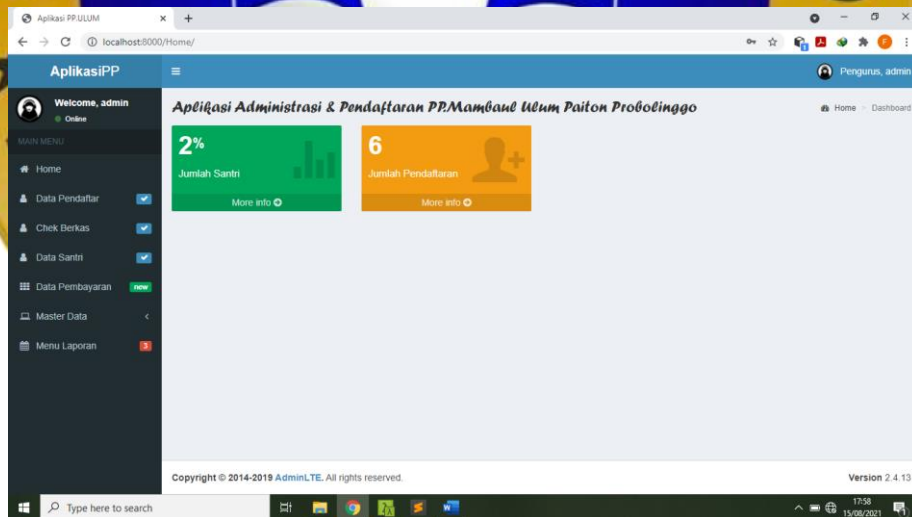 Aplikasi PP.ULUM
localhost:8000/Home/
AplikasiPP
Pengurus, admin
Welcome, admin
Online
Aplikasi Administrasi & Pendaftaran PP.Mambaul Ulum Paiton Probolinggo
Home > Dashboard
MAIN MENU
Home
Data Pendaftar
Chek Berkas
Data Santri
Data Pembayaran new
Master Data
Menu Laporan 3
2%
Jumlah Santri
More info
6
Jumlah Pendaftaran
More info
Copyright © 2014-2019 AdminLTE. All rights reserved.
Version 2.4.13
Type here to search
17:58
15/08/2021